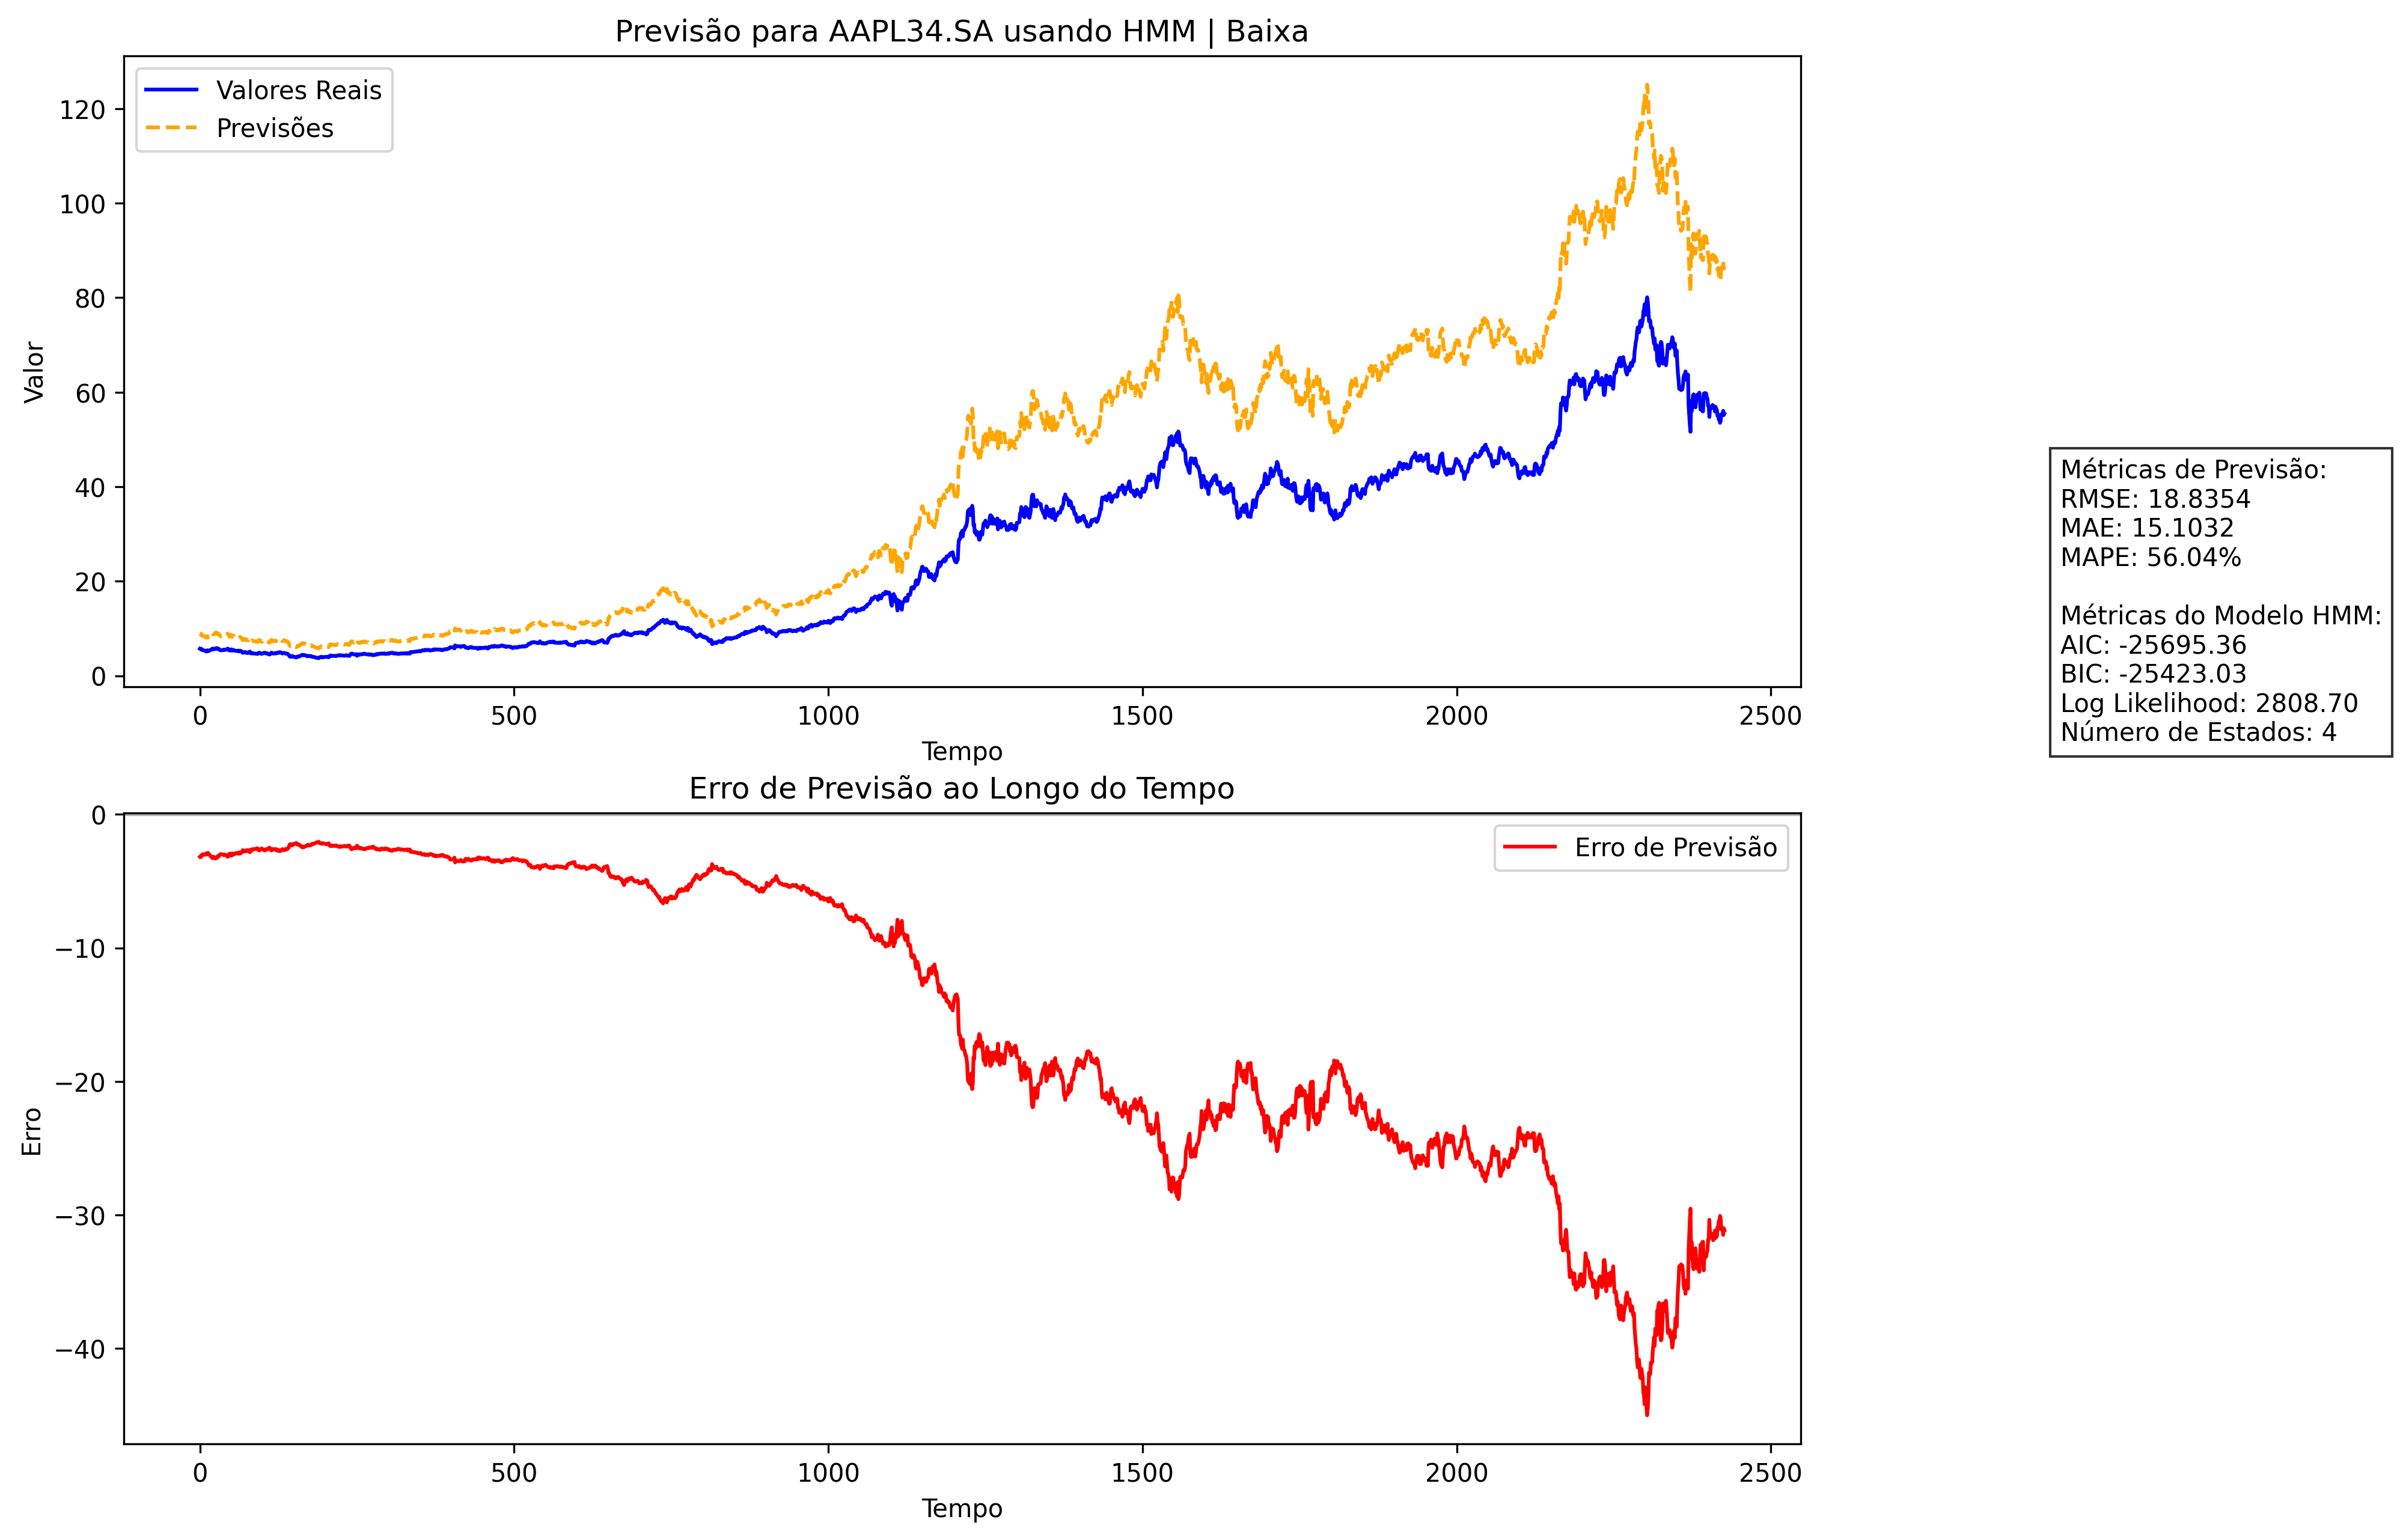 Previsão para AAPL34.SA usando HMM | Baixa
Valores Reais
Previsões
120
100
80
60
40
20
0
Valor
0
500
1000
1500
2000
2500
Tempo
Métricas de Previsão:
RMSE: 18.8354
MAE: 15.1032
MAPE: 56.04%
Métricas do Modelo HMM:
AIC: -25695.36
BIC: -25423.03
Log Likelihood: 2808.70
Número de Estados: 4
Erro de Previsão ao Longo do Tempo
Erro de Previsão
0
−10
−20
−30
−40
Erro
0
500
1000
1500
2000
2500
Tempo